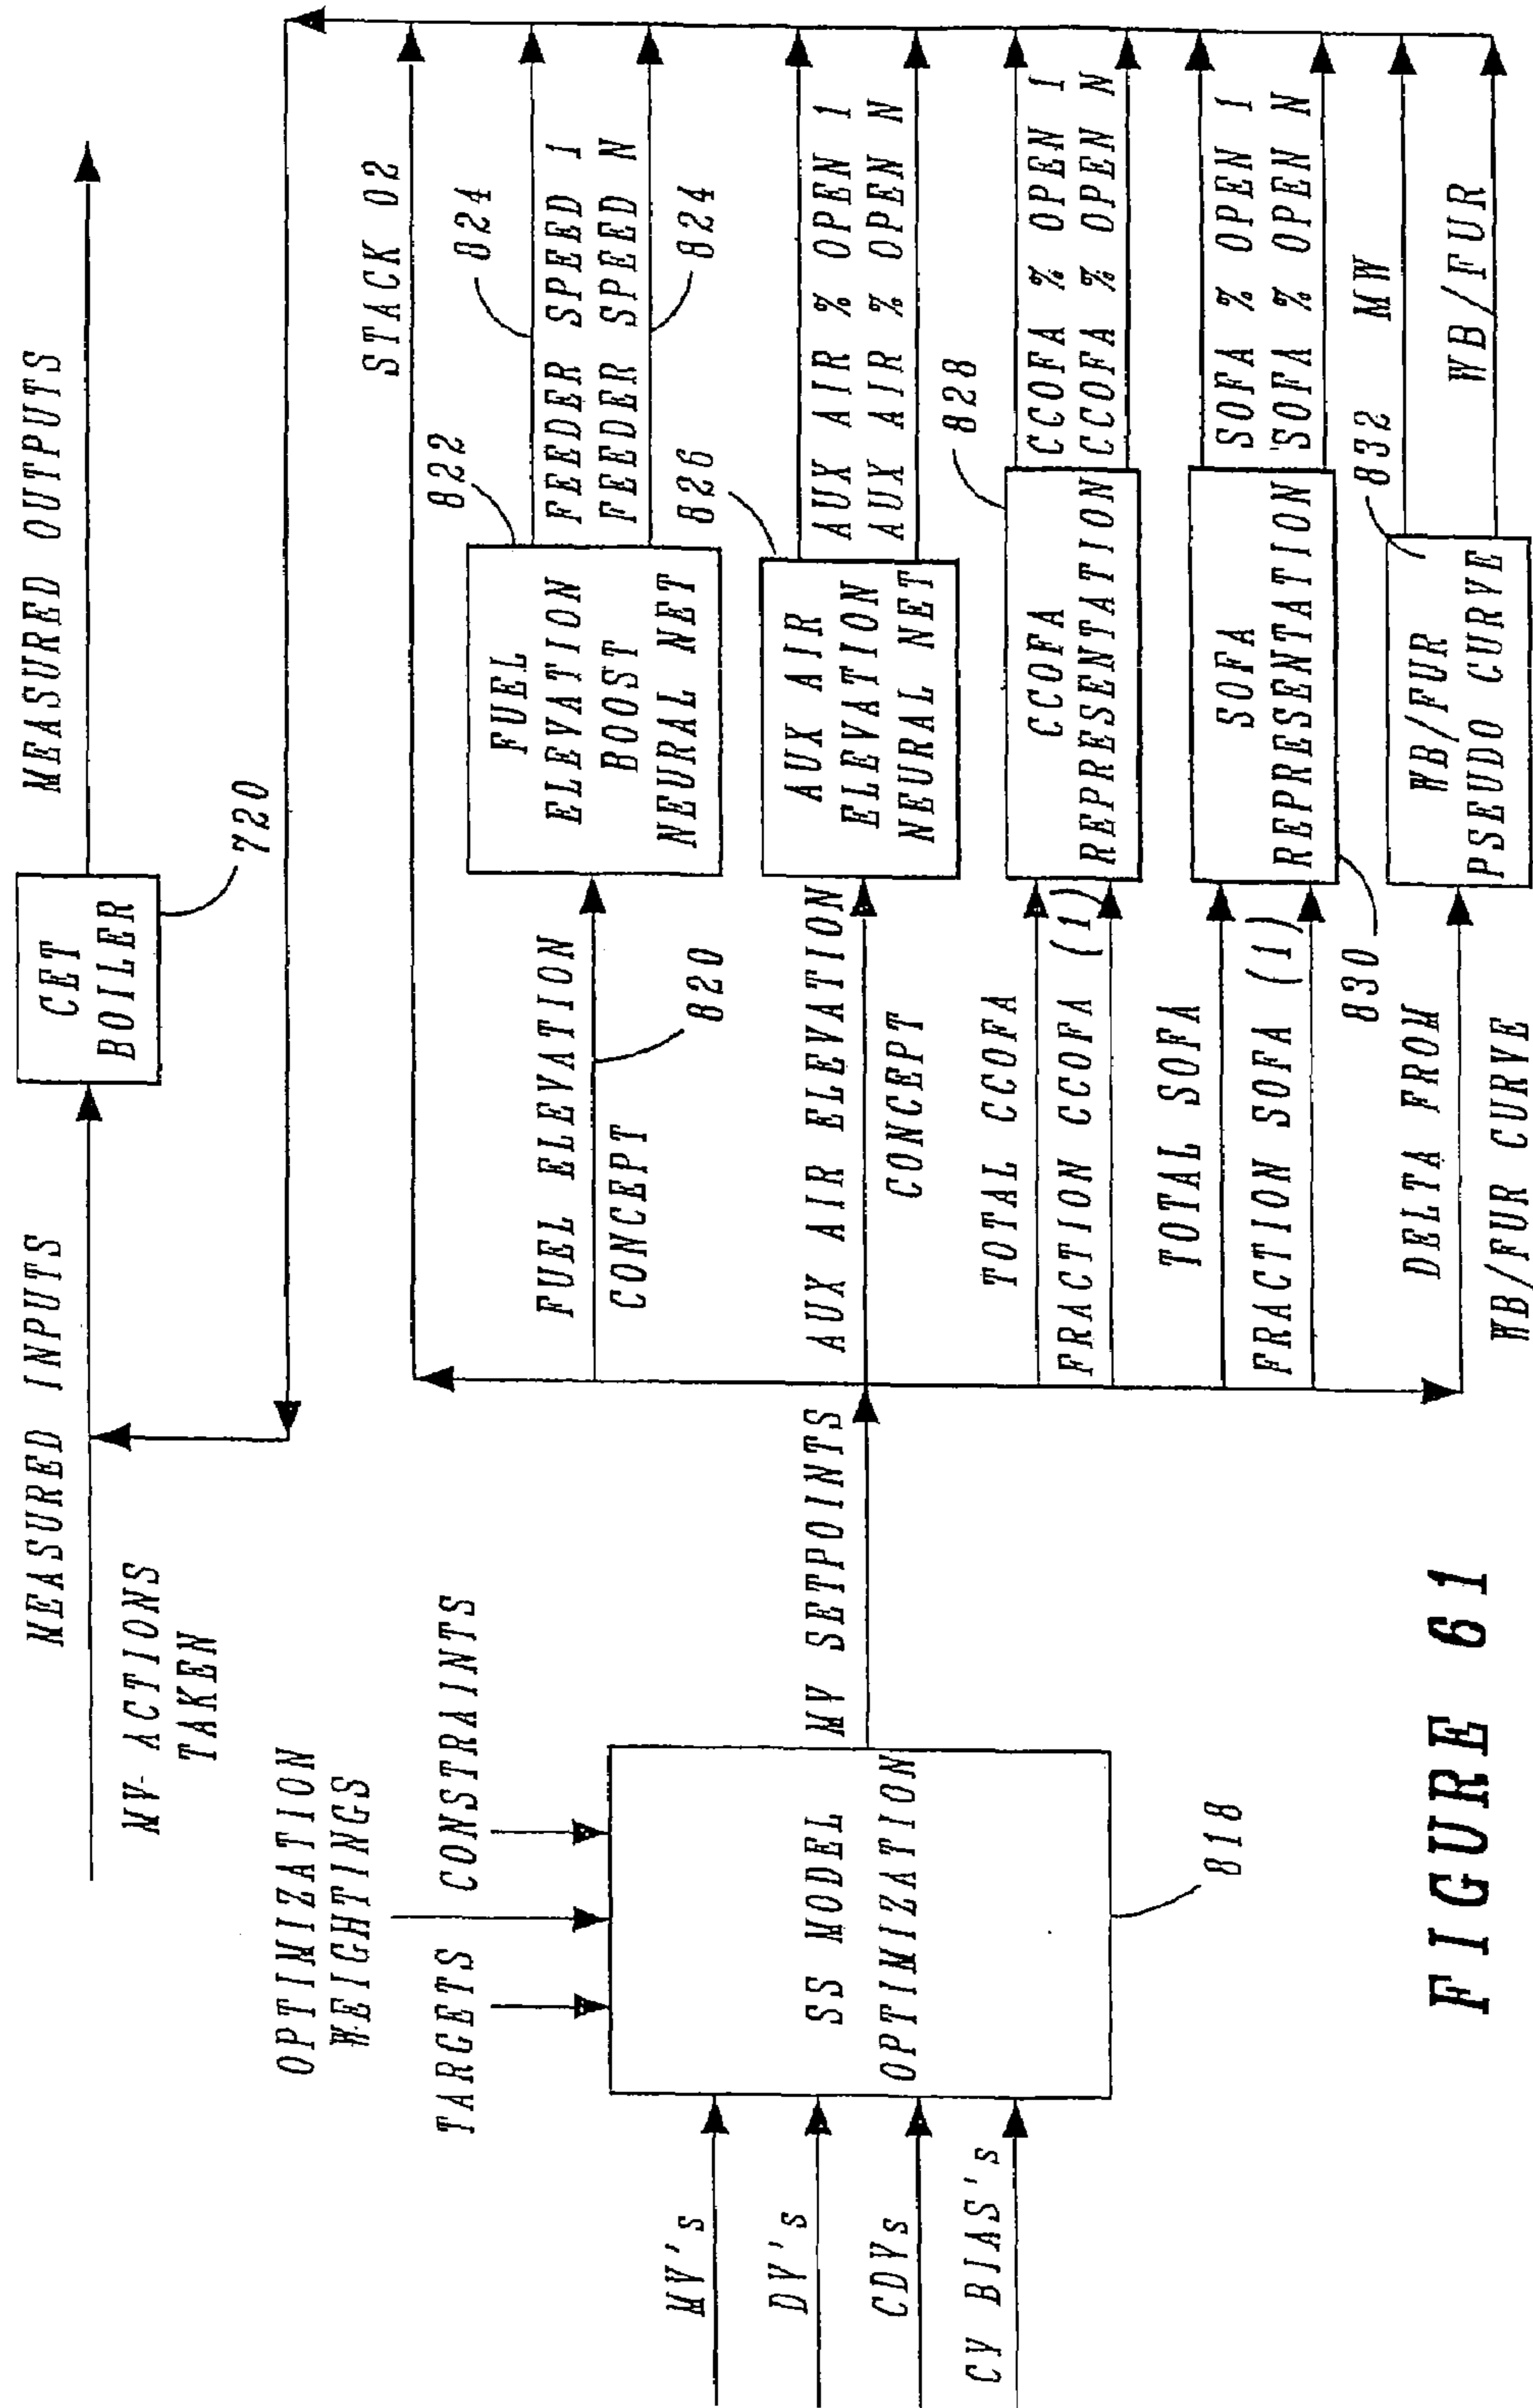 MEASURED INPUTS
MV ACTIONS
TAKEN
CET
BOILER
720
MEASURED OUTPUTS
OPTIMIZATION
WEIGHTINGS
TARGETS
CONSTRAINTS
MV's
DV's
CDVs
CV BIAS's
SS MODEL
OPTIMIZATION
818
MV SETPOINTS
STACK O2
FUEL ELEVATION
CONCEPT
820
FUEL
ELEVATION
BOOST
NEURAL NET
822
824
FEEDER SPEED 1
FEEDER SPEED N
824
AUX AIR ELEVATION
CONCEPT
AUX AIR
ELEVATION
NEURAL NET
826
AUX AIR % OPEN 1
AUX AIR % OPEN N
TOTAL CCOFA
FRACTION CCOFA (1)
CCOFA
REPRESENTATION
828
CCOFA % OPEN 1
CCOFA % OPEN N
TOTAL SOFA
FRACTION SOFA (1)
SOFA
REPRESENTATION
830
SOFA % OPEN 1
SOFA % OPEN N
DELTA FROM
WB/FUR CURVE
WB/FUR
PSEUDO CURVE
832
MW
WB/FUR
FIGURE 61